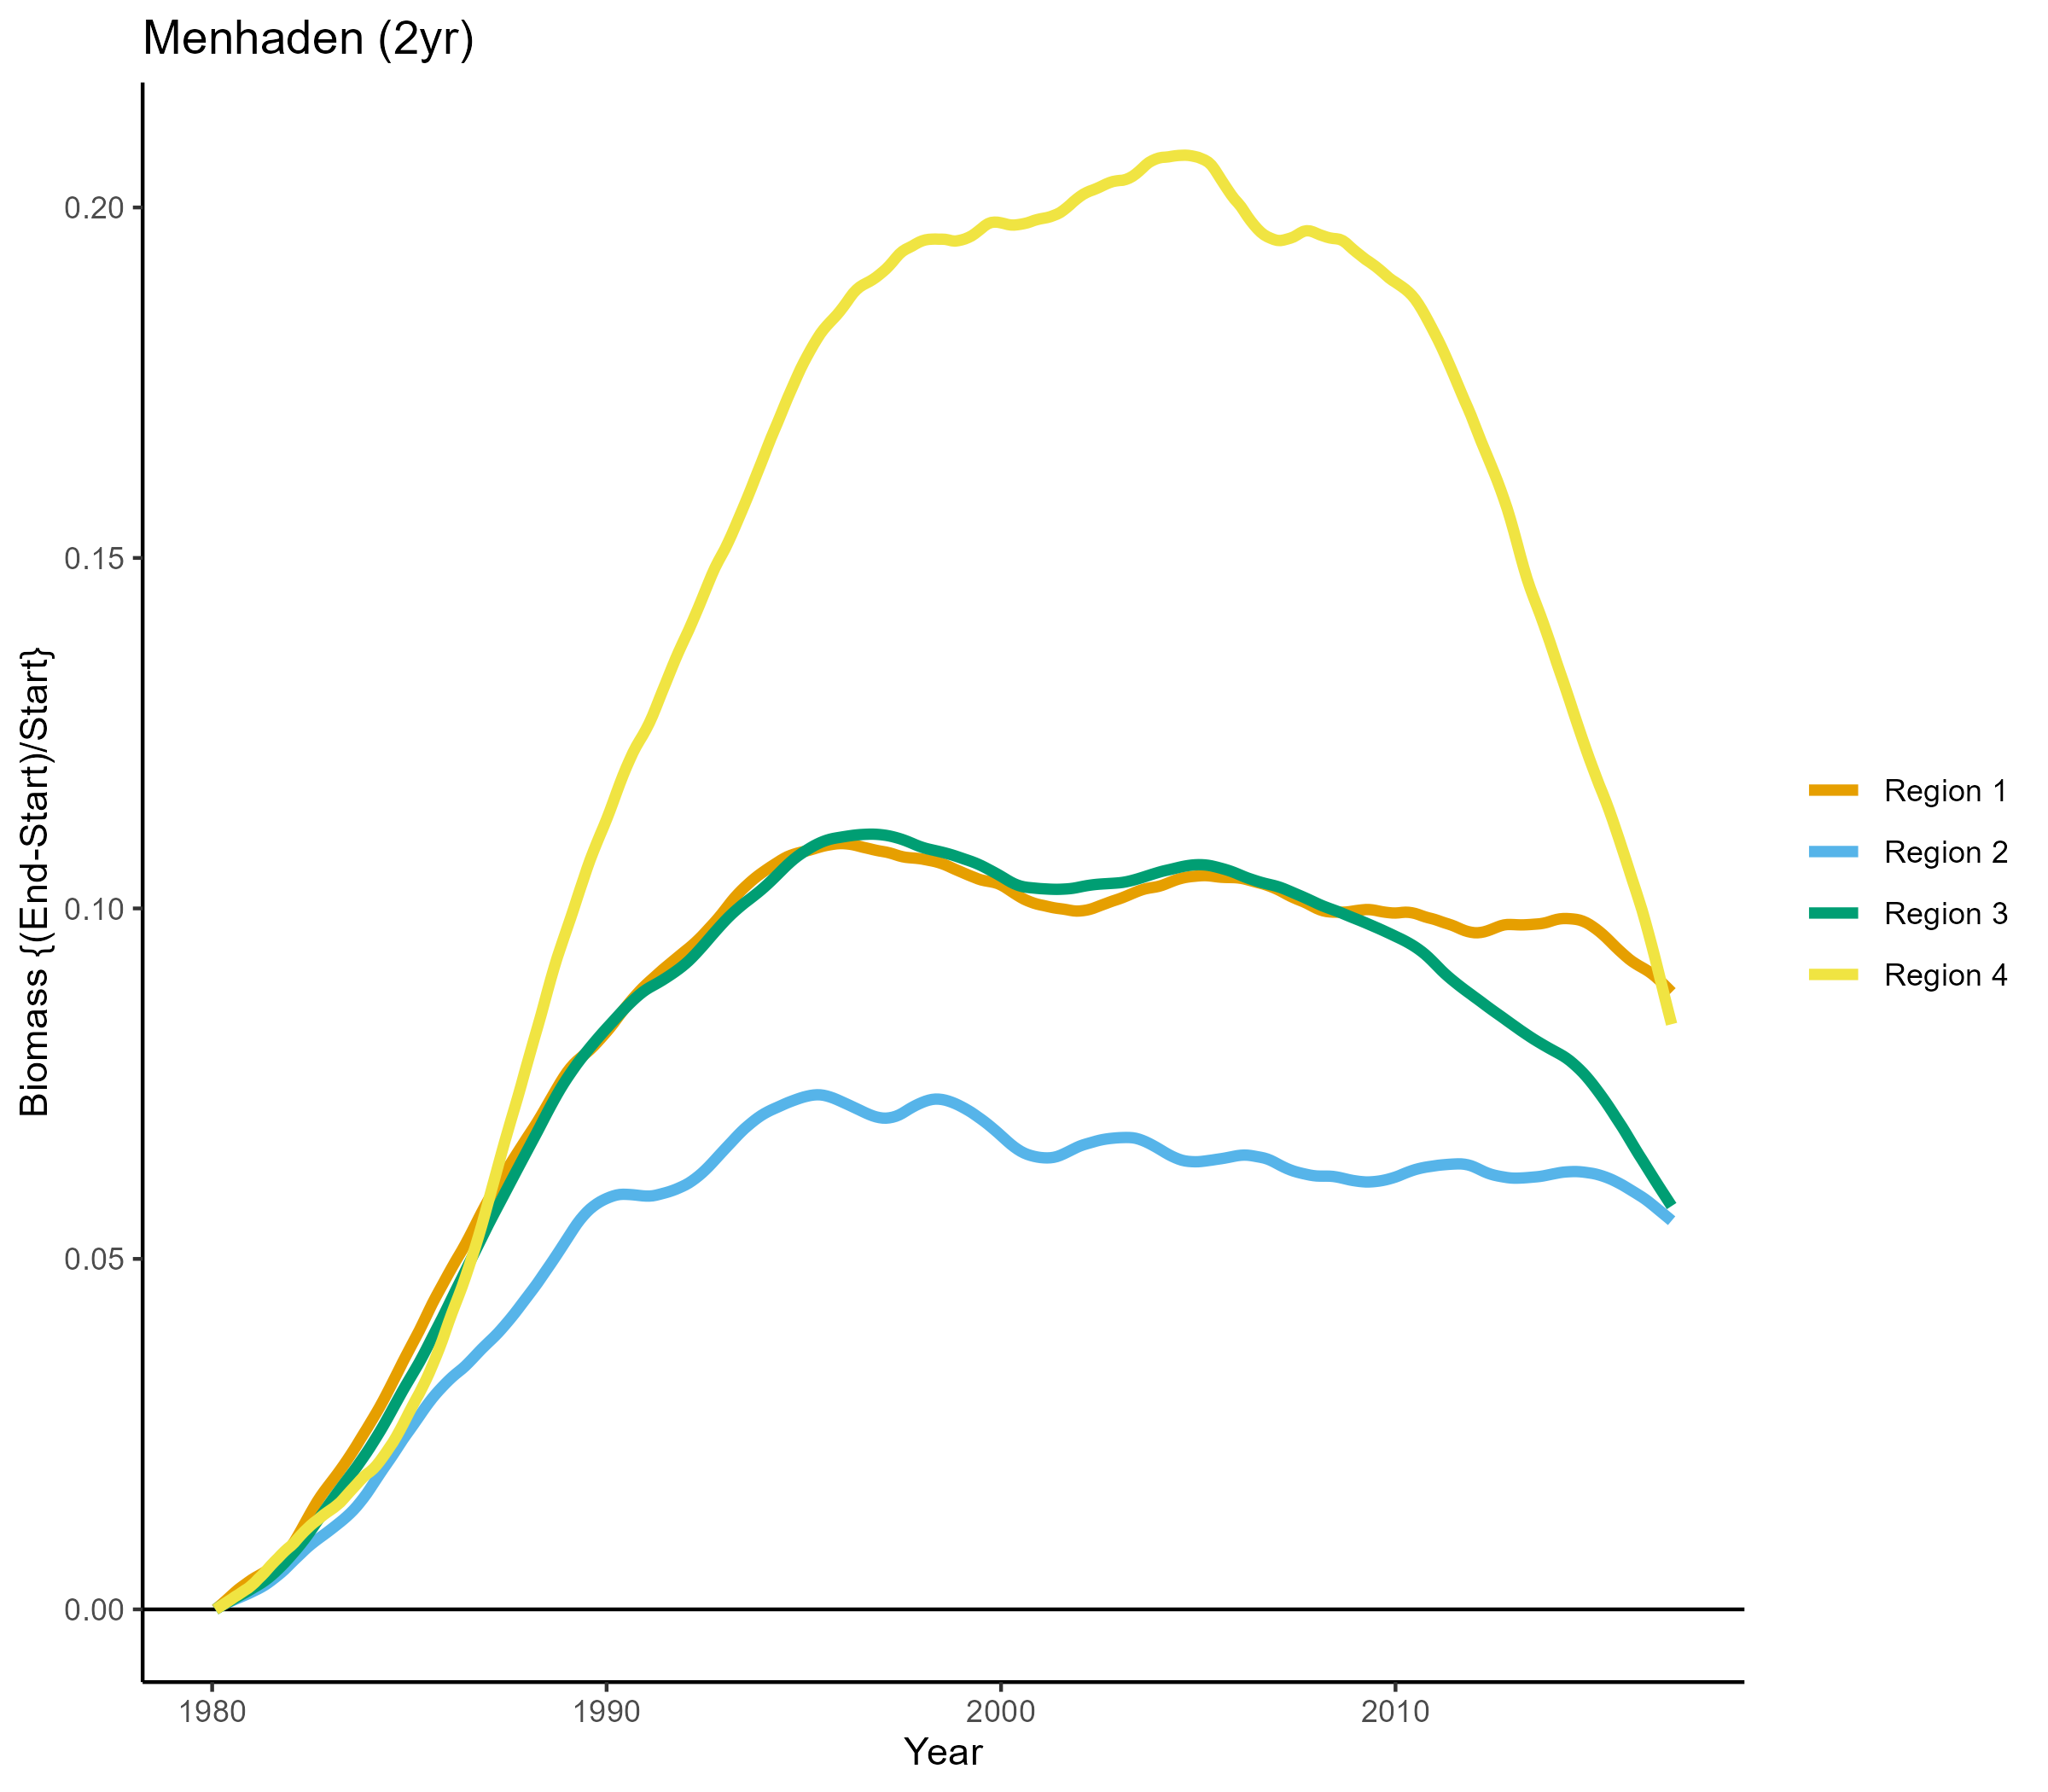 Menhaden (2yr)
Biomass {(End-Start)/Start}
0.20
0.15
0.10
0.05
0.00
1980
1990
2000
2010
Year
Region 1
Region 2
Region 3
Region 4